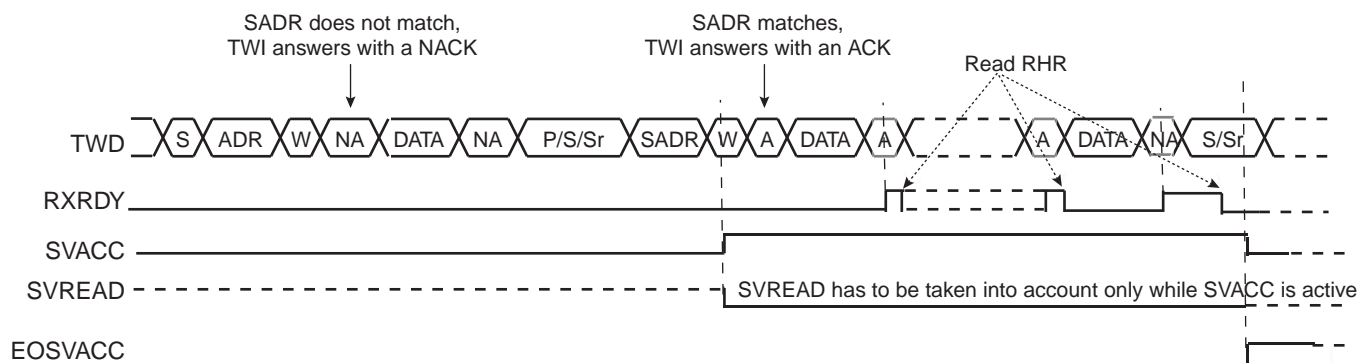 SADR does not match,
TWI answers with a NACK
SADR matches,
TWI answers with an ACK
Read RHR
TWD S ADR W NA DATA NA P/S/Sr SADR W A DATA A A DATA NA S/Sr
RXRDY
SVACC
SVREAD SVREAD has to be taken into account only while SVACC is active
EOSVACC